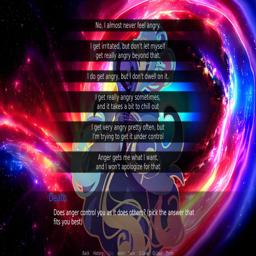 No, I almost never feel angry.
I get irritated, but don't let myself
get really angry beyond that.
I do get angry, but I don't dwell on it.
I get really angry sometimes,
and it takes a bit to chill out.
I get very angry pretty often, but
I'm trying to get it under control
Anger gets me what I want,
and I won't apologize for that
Death
Does anger control you as it does others? (pick the answer that
fits you best)
Back History